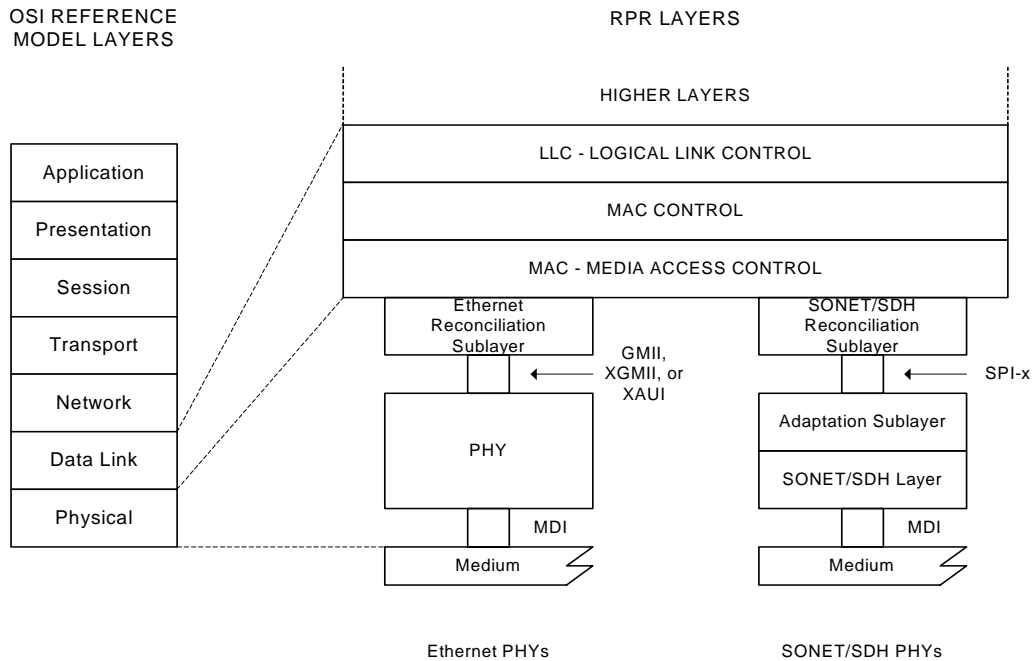 OSI REFERENCE
MODEL LAYERS
RPR LAYERS
HIGHER LAYERS
Application
Presentation
Session
Transport
Network
Data Link
Physical
LLC - LOGICAL LINK CONTROL
MAC CONTROL
MAC - MEDIA ACCESS CONTROL
Ethernet
Reconciliation
Sublayer
GMII,
XGMII, or
XAUI
PHY
MDI
Medium
Ethernet PHYs
SONET/SDH
Reconciliation
Sublayer
SPI-x
Adaptation Sublayer
SONET/SDH Layer
MDI
Medium
SONET/SDH PHYs